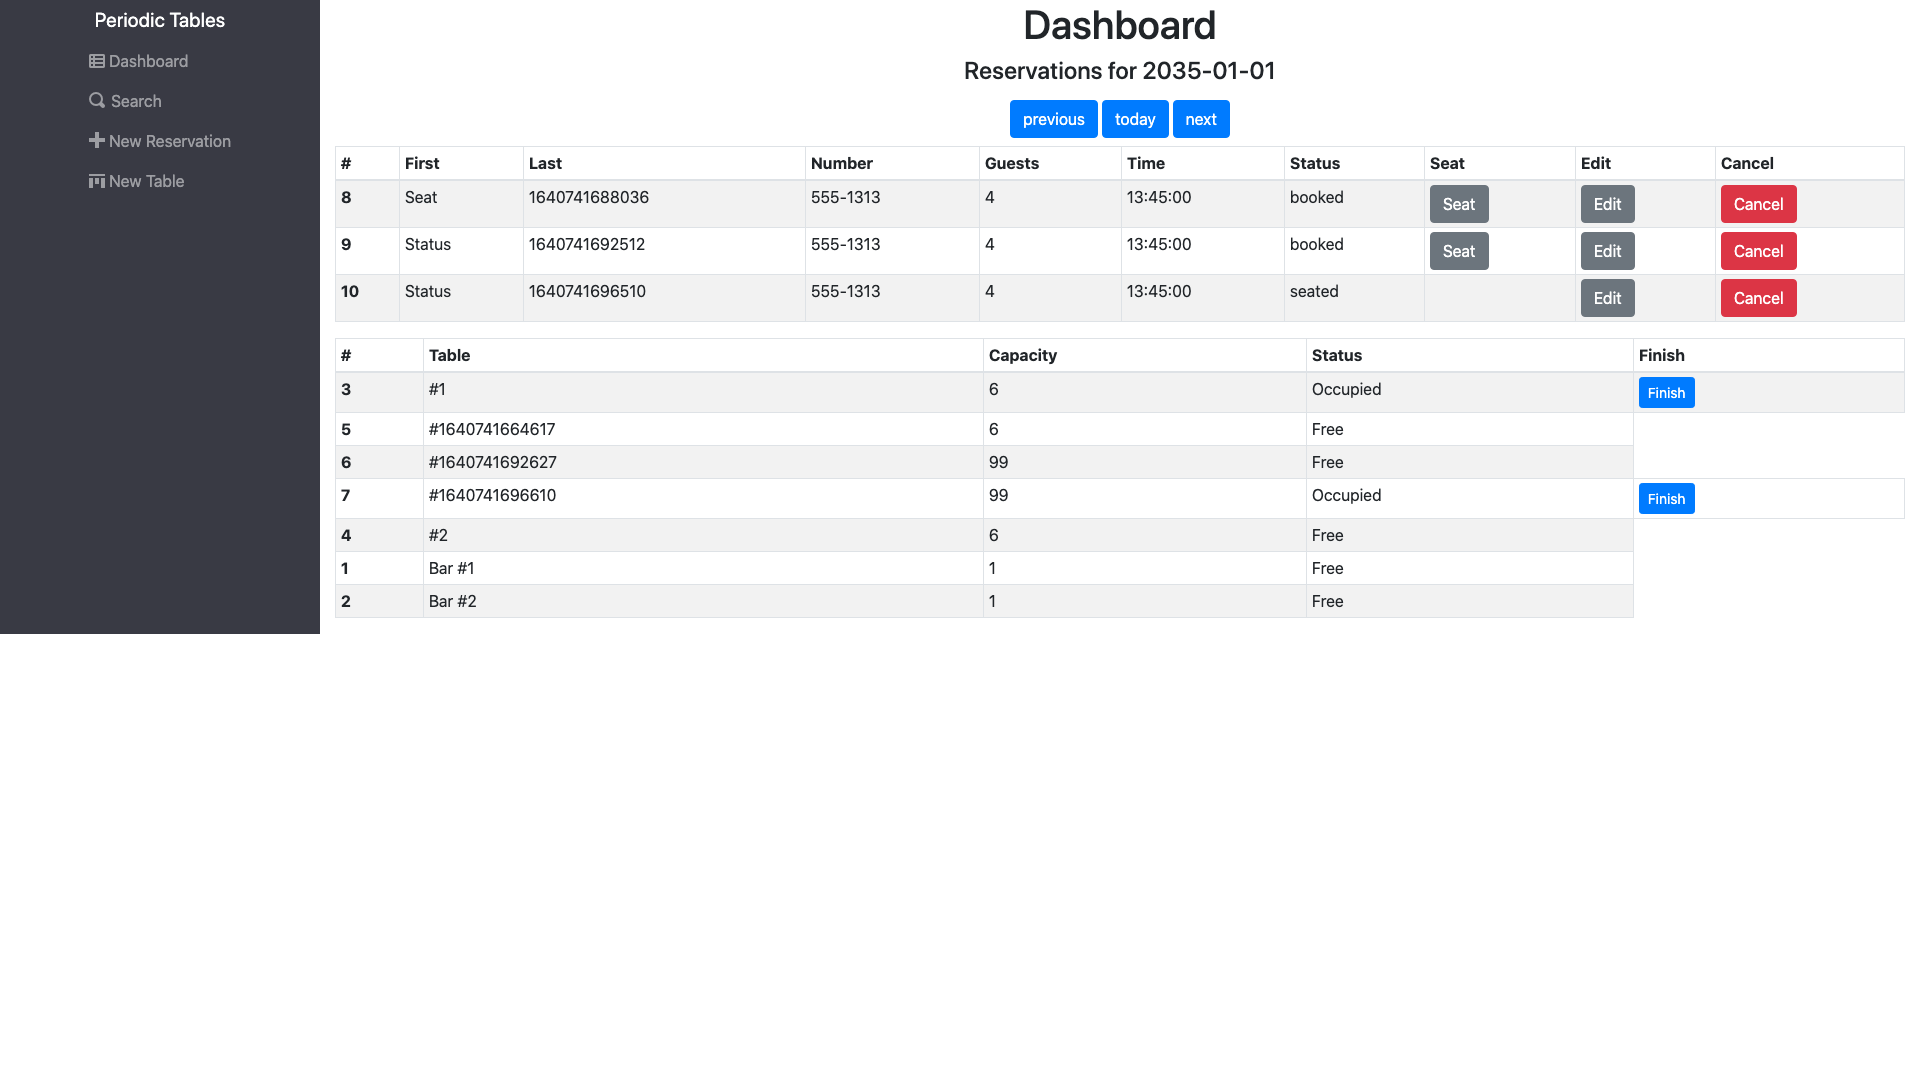 Periodic Tables
Dashboard
Search
New Reservation
New Table
Dashboard
Reservations for 2035-01-01
previous today next
# First Last Number Guests Time Status Seat Edit Cancel
8 Seat 1640741688036 555-1313 4 13:45:00 booked Seat Edit Cancel
9 Status 1640741692512 555-1313 4 13:45:00 booked Seat Edit Cancel
10 Status 1640741696510 555-1313 4 13:45:00 seated Edit Cancel
# Table Capacity Status Finish
3 #1 6 Occupied Finish
5 #1640741664617 6 Free
6 #1640741692627 99 Free
7 #1640741696610 99 Occupied Finish
4 #2 6 Free
1 Bar #1 1 Free
2 Bar #2 1 Free